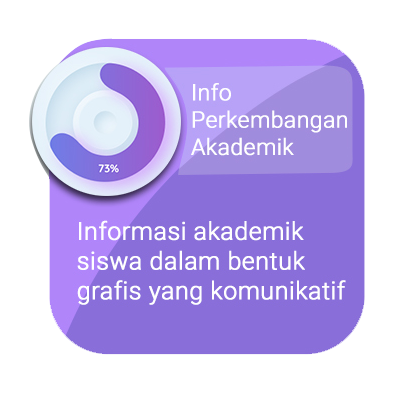 Info
Perkembangan
Akademik
73%
Informasi akademik
siswa dalam bentuk
grafis yang komunikatif